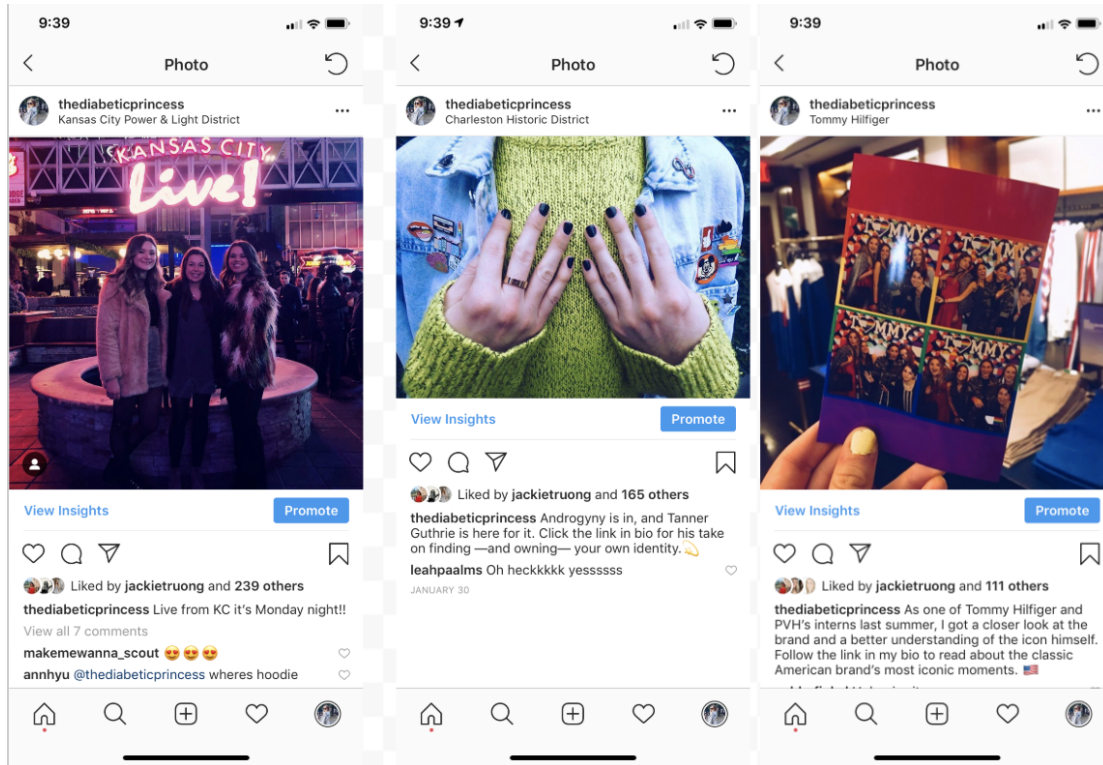 9:39
Photo
thediabeticprincess
Kansas City Power & Light District
KANSAS CITY
Live!
View Insights
Promote
Liked by jackietruong and 239 others
thediabeticprincess Live from KC it's Monday night!!
View all 7 comments
makemewanna_scout 😍😍😍
annhyu @thediabeticprincess wheres hoodie
9:39
Photo
thediabeticprincess
Charleston Historic District
View Insights
Promote
Liked by jackietruong and 165 others
thediabeticprincess Androgyny is in, and Tanner
Guthrie is here for it. Click the link in bio for his take
on finding —and owning— your own identity. 💫
leahpaalms Oh heckkkkk yessssss
JANUARY 30
9:39
Photo
thediabeticprincess
Tommy Hilfiger
View Insights
Promote
Liked by jackietruong and 111 others
thediabeticprincess As one of Tommy Hilfiger and
PVH's interns last summer, I got a closer look at the
brand and a better understanding of the icon himself.
Follow the link in my bio to read about the classic
American brand's most iconic moments. 🇺🇸